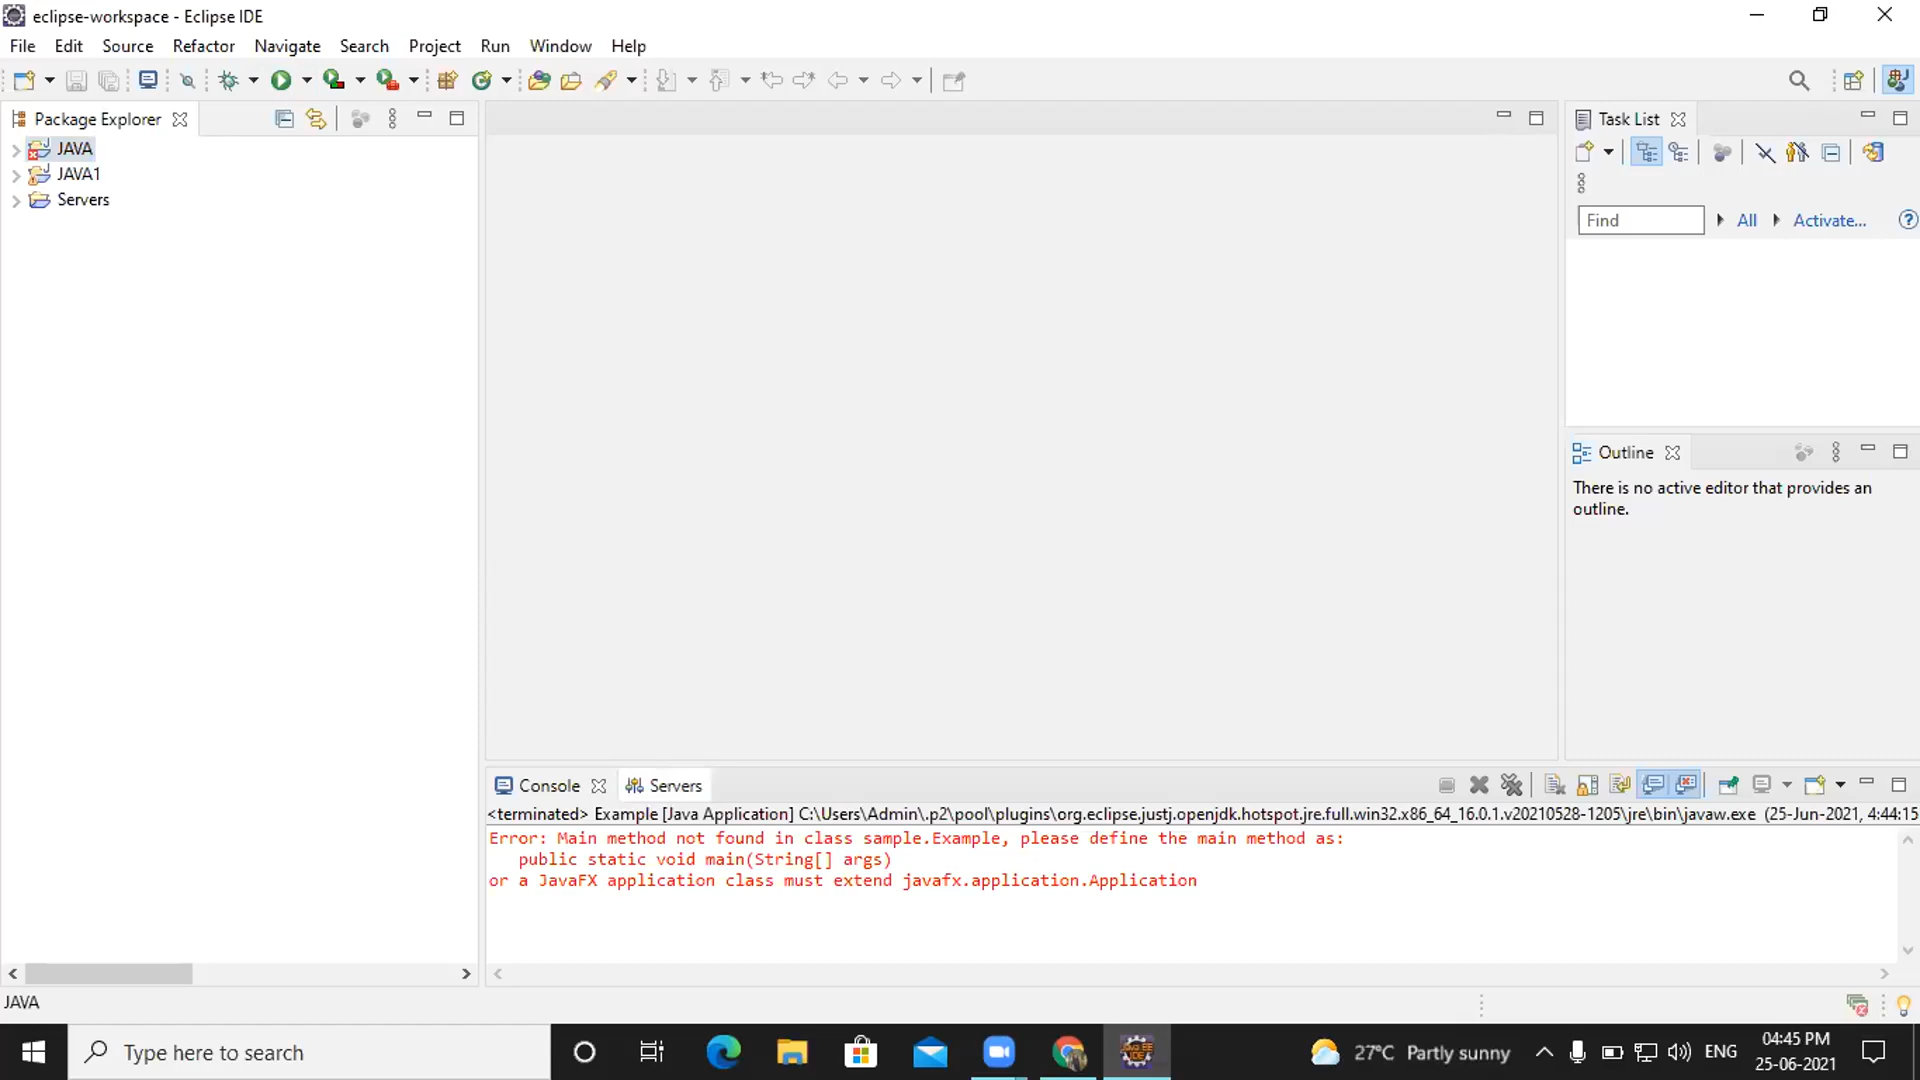 eclipse-workspace - Eclipse IDE
File Edit Source Refactor Navigate Search Project Run Window Help
Package Explorer
JAVA
JAVA1
Servers
Task List
Find All Activate...
Outline
There is no active editor that provides an
outline.
Console Servers
<terminated> Example [Java Application] C:\Users\Admin\.p2\pool\plugins\org.eclipse.justj.openjdk.hotspot.jre.full.win32.x86_64_16.0.1.v20210528-1205\jre\bin\javaw.exe (25-Jun-2021, 4:44:15
Error: Main method not found in class sample.Example, please define the main method as:
public static void main(String[] args)
or a JavaFX application class must extend javafx.application.Application
JAVA
Type here to search
27°C Partly sunny
ENG
04:45 PM
25-06-2021